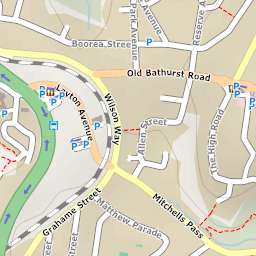 Park Avenue
Reserve
Boorea Street
Old Bathurst Road
Layton Avenue
Wilson Way
Allen Street
The High Road
Grahame Street
Mitchells Pass
Matthew Parade